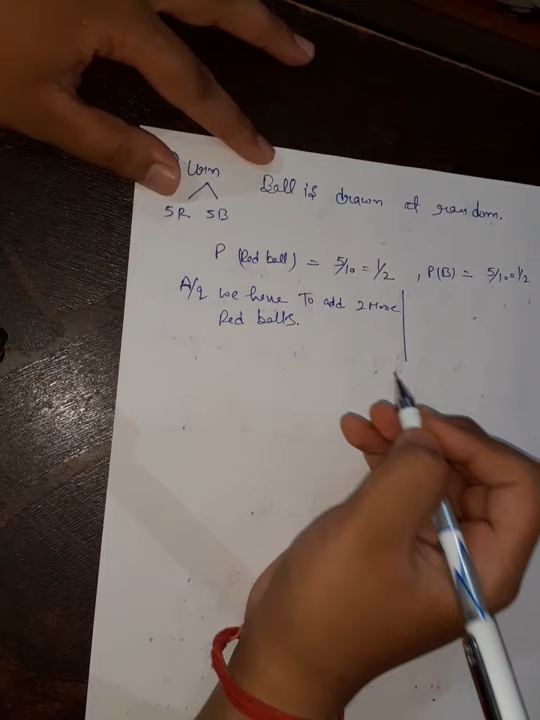 Urn
Ball is drawn at random.
5R 5B
P (Red ball) = 5/10 = 1/2 , P(B) = 5/10 = 1/2
A/q we have To add 2 More
Red balls.